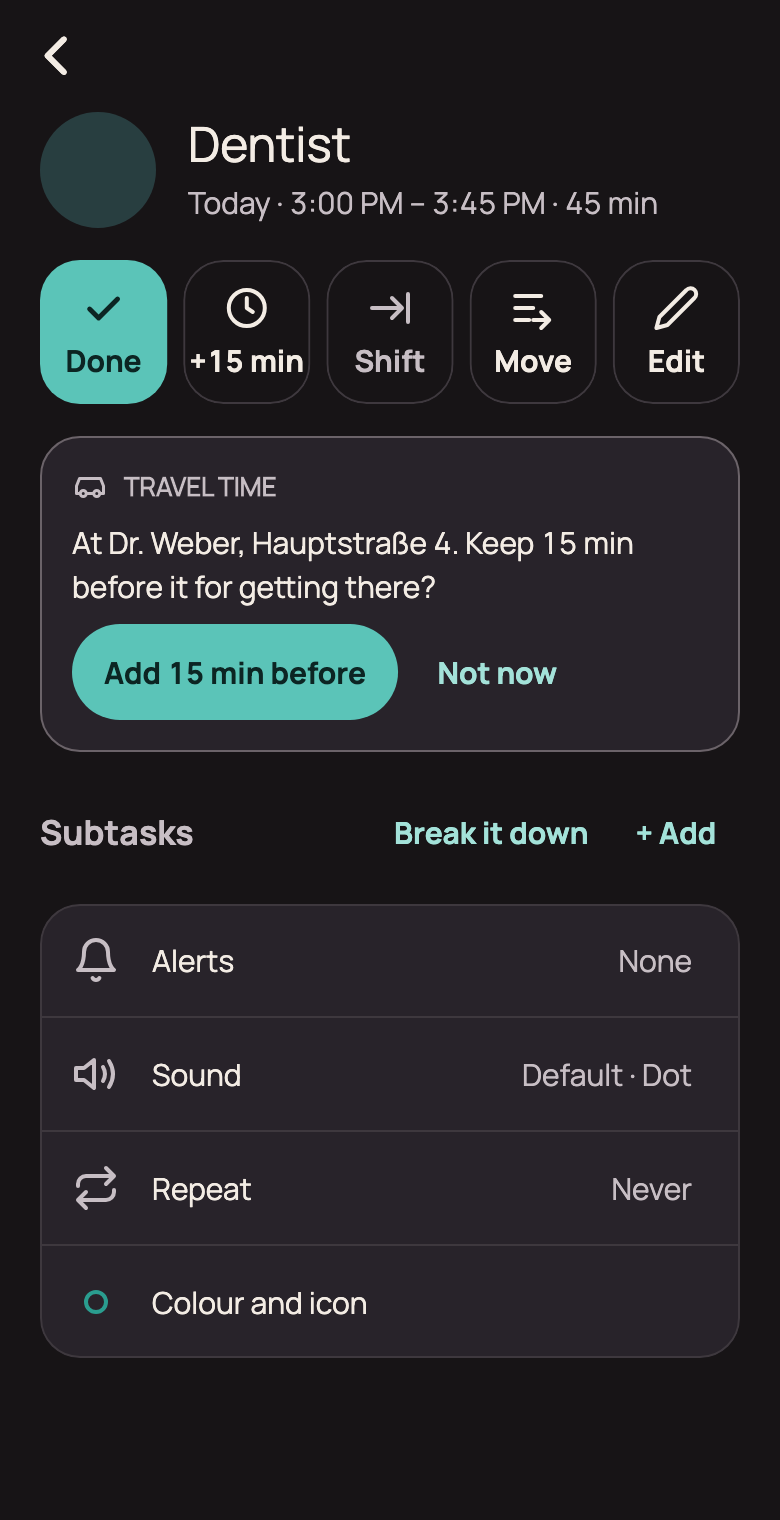 Dentist
Today · 3:00 PM – 3:45 PM · 45 min
Done
+15 min
Shift
Move
Edit
TRAVEL TIME
At Dr. Weber, Hauptstraße 4. Keep 15 min
before it for getting there?
Add 15 min before
Not now
Subtasks
Break it down
+ Add
Alerts
None
Sound
Default · Dot
Repeat
Never
Colour and icon